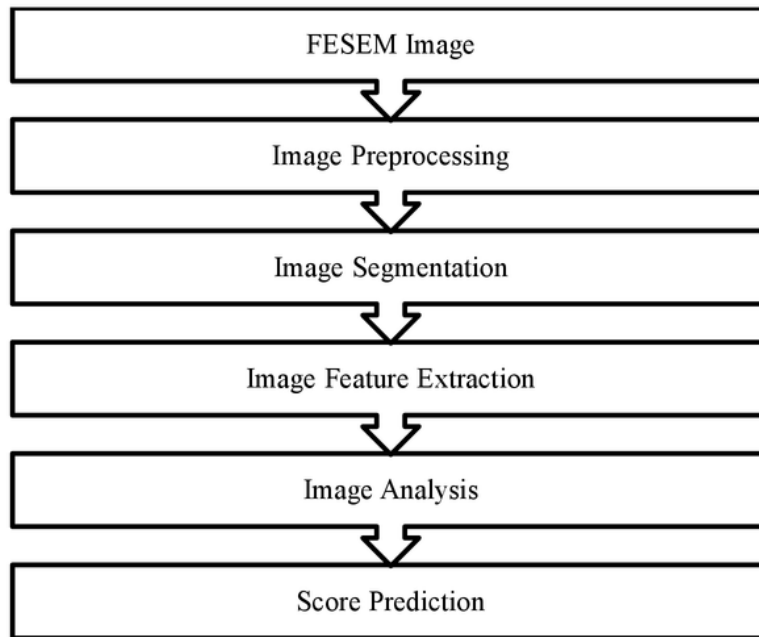 FESEM Image
Image Preprocessing
Image Segmentation
Image Feature Extraction
Image Analysis
Score Prediction